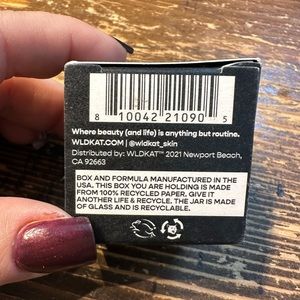 8 10042 21090 5
Where beauty (and life) is anything but routine.
WLDKAT.COM | @wldkat_skin
Distributed by: WLDKAT™ 2021 Newport Beach,
CA 92663
BOX AND FORMULA MANUFACTURED IN THE
USA. THIS BOX YOU ARE HOLDING IS MADE
FROM 100% RECYCLED PAPER. GIVE IT
ANOTHER LIFE & RECYCLE. THE JAR IS MADE
OF GLASS AND IS RECYCLABLE.